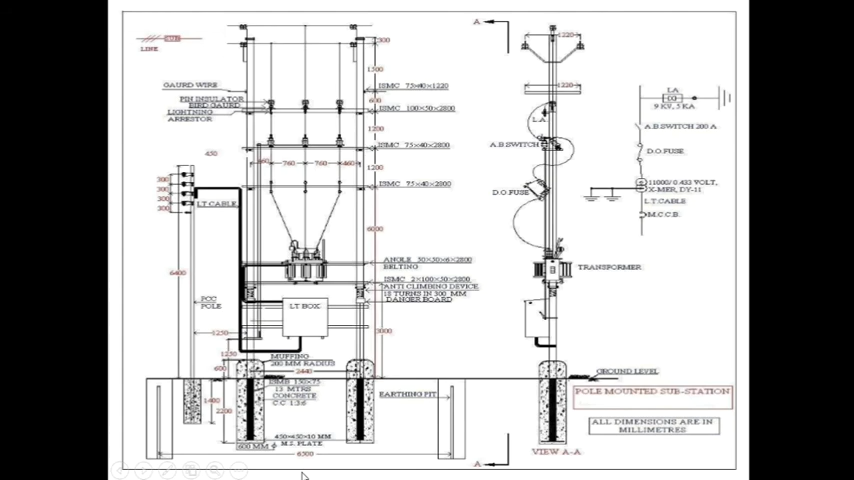 LINE
A
1220
300
1500
LA
GAURD WIRE
ISMC 75×40×1220
1220
9 KV, 5 KA
PIN INSULATOR
BIRD GAURD
600
ISMC 100×50×2800
LIGHTNING
ARRESTOR
L.A.
1200
A.B.SWITCH 200 A
A.B.SWITCH
ISMC 75×40×2800
D.O.FUSE
450
460 760 760 460
1200
300
300
300
300
ISMC 75×40×2800
D.O.FUSE
11000/ 0.433 VOLT,
X-MER, DY-11
LT CABLE
L.T.CABLE
M.C.C.B.
6000
ANGLE 50×50×6×2800
BELTING
TRANSFORMER
6400
ISMC 2×100×50×2800
ANTI CLIMBING DEVICE
18 TURNS IN 300 MM
DANGER BOARD
PCC
POLE
LT BOX
1250
3000
1250
MUFFING
200 MM RADIUS
600
2440
GROUND LEVEL
ISMB 150×75
13 MTRS
CONCRETE
C.C 1:3:6
EARTHING PIT
POLE MOUNTED SUB-STATION
1400
2200
ALL DIMENSIONS ARE IN
MILLIMETRES
450×450×10 MM
M.S. PLATE
600 MM
6500
VIEW A-A
A